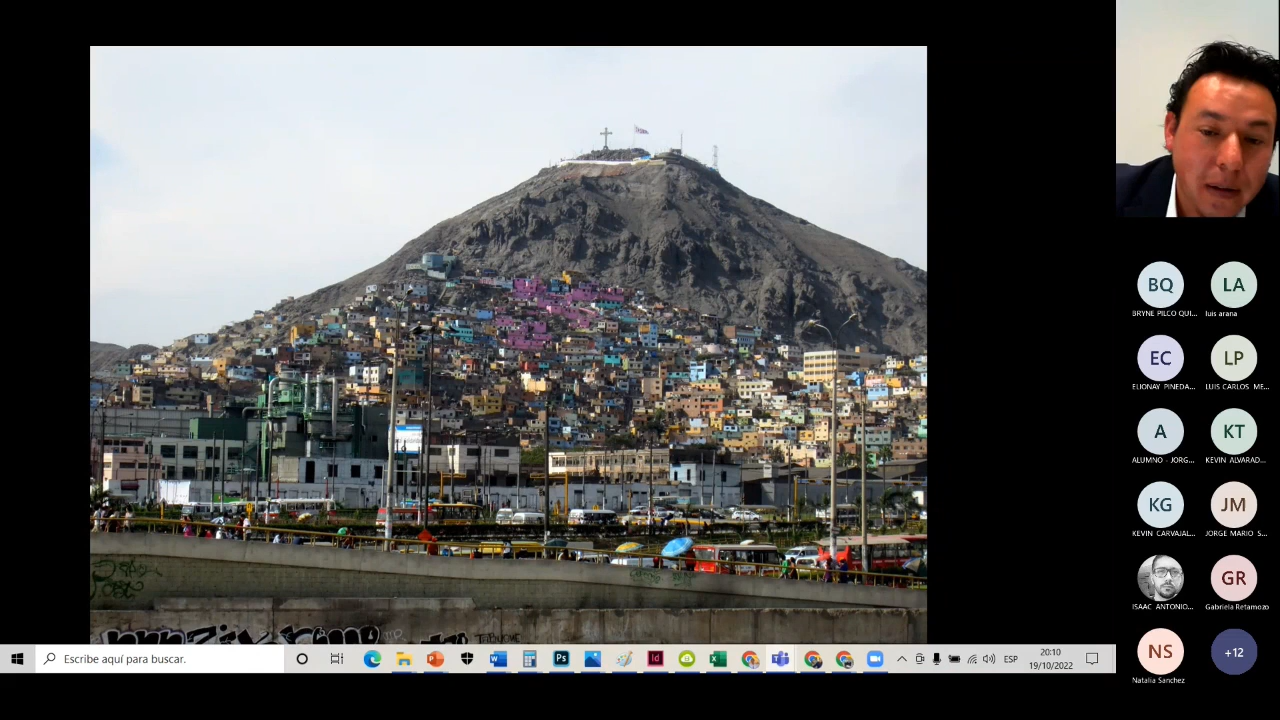 BQ
LA
BRYNE PILCO QUI...
luis arana
EC
LP
ELIONAY PINEDA...
LUIS CARLOS ME...
A
KT
ALUMNO - JORG...
KEVIN ALVARAD...
KG
JM
KEVIN CARVAJAL...
JORGE MARIO S...
GR
ISAAC ANTONIO...
Gabriela Retamozo
NS
+12
Natalia Sanchez
Escribe aquí para buscar.
ESP
20:10
19/10/2022